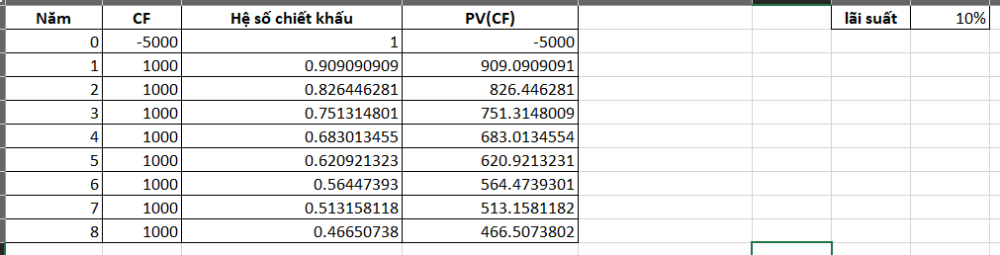 Năm CF Hệ số chiết khấu PV(CF) lãi suất 10%
0 -5000 1 -5000
1 1000 0.909090909 909.0909091
2 1000 0.826446281 826.446281
3 1000 0.751314801 751.3148009
4 1000 0.683013455 683.0134554
5 1000 0.620921323 620.9213231
6 1000 0.56447393 564.4739301
7 1000 0.513158118 513.1581182
8 1000 0.46650738 466.5073802